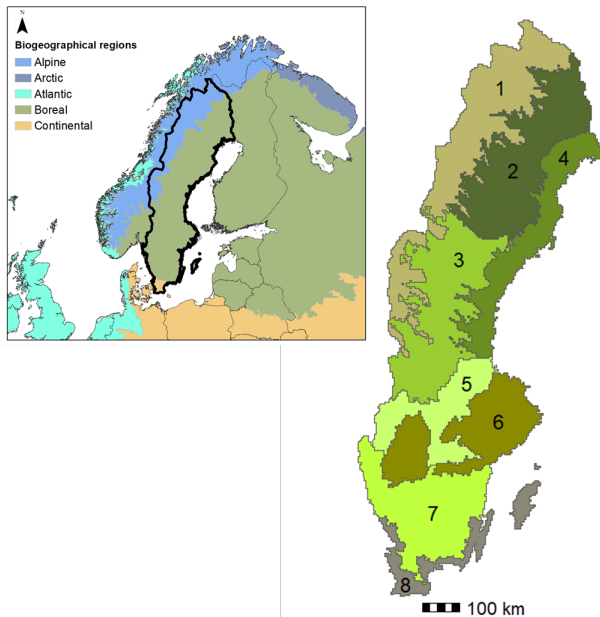 N
Biogeographical regions
Alpine
Arctic
Atlantic
Boreal
Continental
1
2
4
3
5
6
7
8
100 km